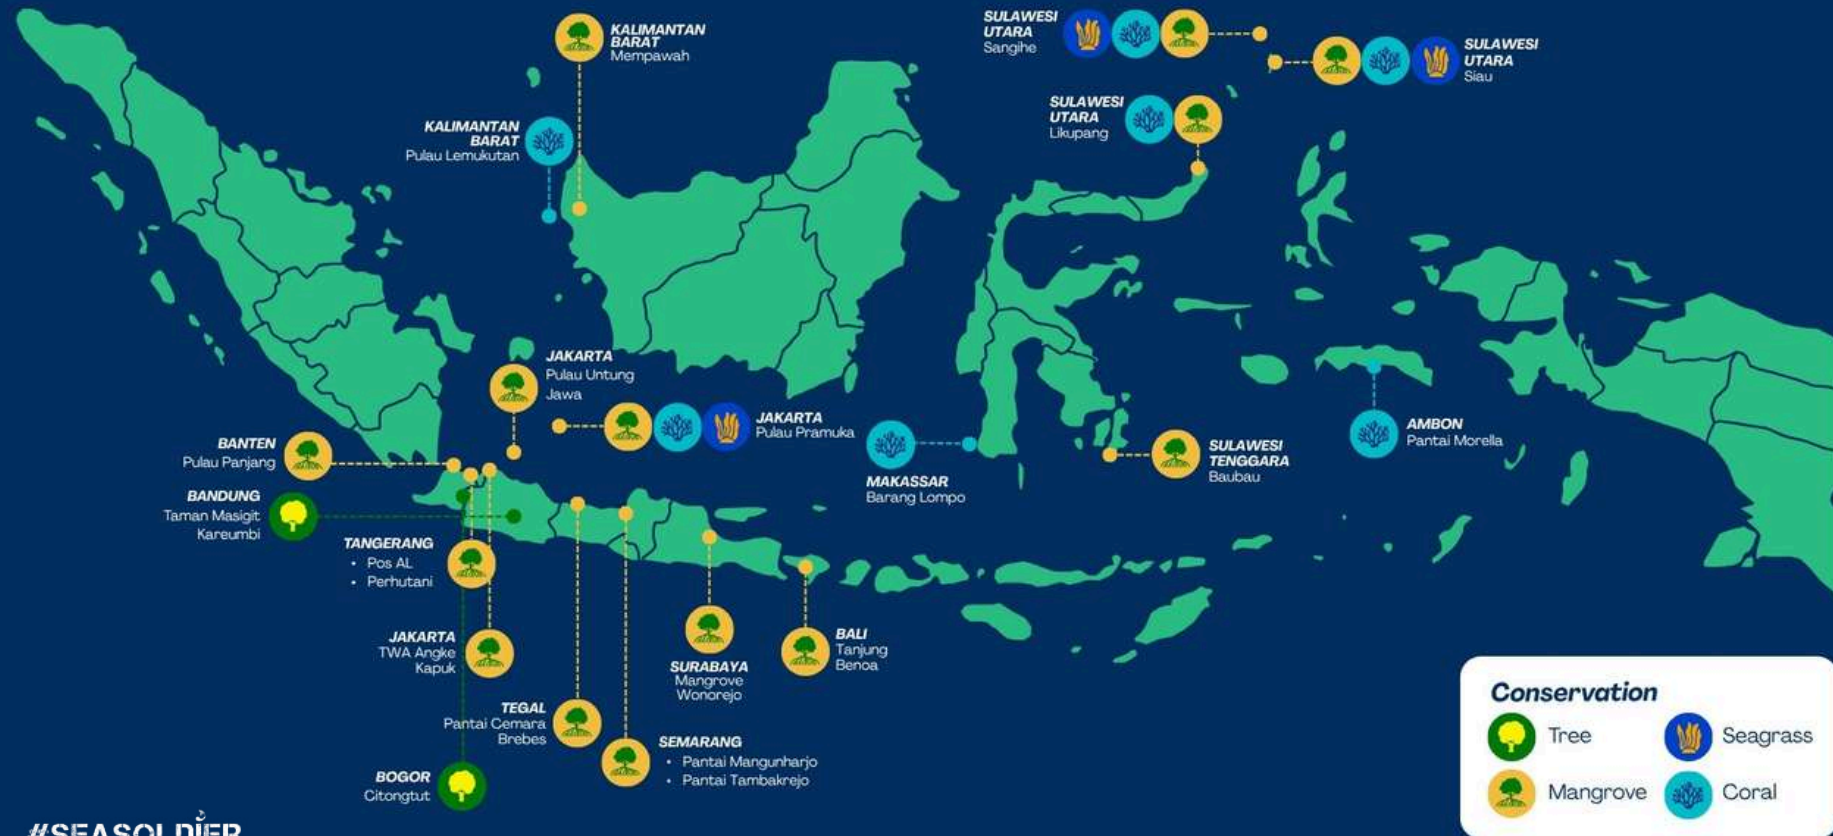 KALIMANTAN
BARAT
Mempawah
KALIMANTAN
BARAT
Pulau Lemukutan
SULAWESI
UTARA
Sangihe
SULAWESI
UTARA
Siau
SULAWESI
UTARA
Likupang
JAKARTA
Pulau Untung
Jawa
JAKARTA
Pulau Pramuka
MAKASSAR
Barang Lompo
SULAWESI
TENGGARA
Baubau
AMBON
Pantai Morella
BANTEN
Pulau Panjang
BANDUNG
Taman Masigit
Kareumbi
TANGERANG
• Pos AL
• Perhutani
JAKARTA
TWA Angke
Kapuk
TEGAL
Pantai Cemara
Brebes
SEMARANG
• Pantai Mangunharjo
• Pantai Tambakrejo
SURABAYA
Mangrove
Wonorejo
BALI
Tanjung
Benoa
BOGOR
Citongtut
Conservation
Tree
Seagrass
Mangrove
Coral
#SEASOLDIER